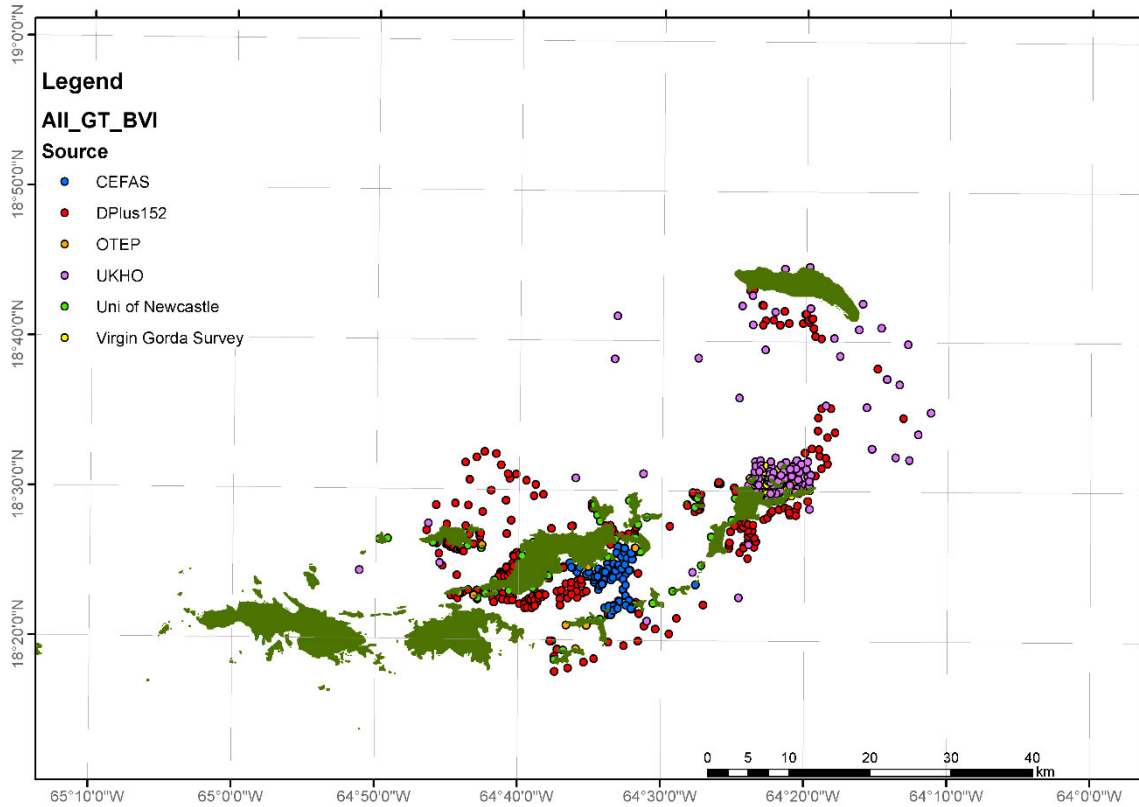 Legend
All_GT_BVI
Source
CEFAS
DPlus152
OTEP
UKHO
Uni of Newcastle
Virgin Gorda Survey
19°0'0"N
18°50'0"N
18°40'0"N
18°30'0"N
18°20'0"N
0 5 10 20 30 40
km
65°10'0"W 65°0'0"W 64°50'0"W 64°40'0"W 64°30'0"W 64°20'0"W 64°10'0"W 64°0'0"W